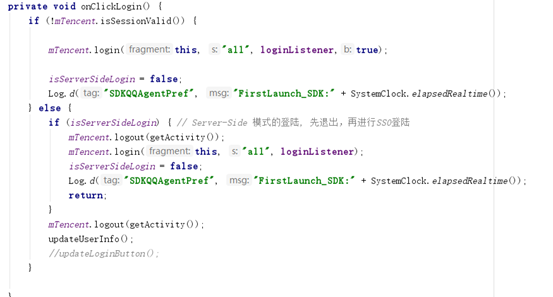 private void onClickLogin() {
if (!mTencent.isSessionValid()) {
mTencent.login( fragment: this, s: "all", loginListener, b: true);
isServerSideLogin = false;
Log.d( tag: "SDKQQAgentPref", msg: "FirstLaunch_SDK:" + SystemClock.elapsedRealtime());
} else {
if (isServerSideLogin) { // Server-Side 模式的登陆, 先退出，再进行SSO登陆
mTencent.logout(getActivity());
mTencent.login( fragment: this, s: "all", loginListener);
isServerSideLogin = false;
Log.d( tag: "SDKQQAgentPref", msg: "FirstLaunch_SDK:" + SystemClock.elapsedRealtime());
return;
}
mTencent.logout(getActivity());
updateUserInfo();
//updateLoginButton();
}
}